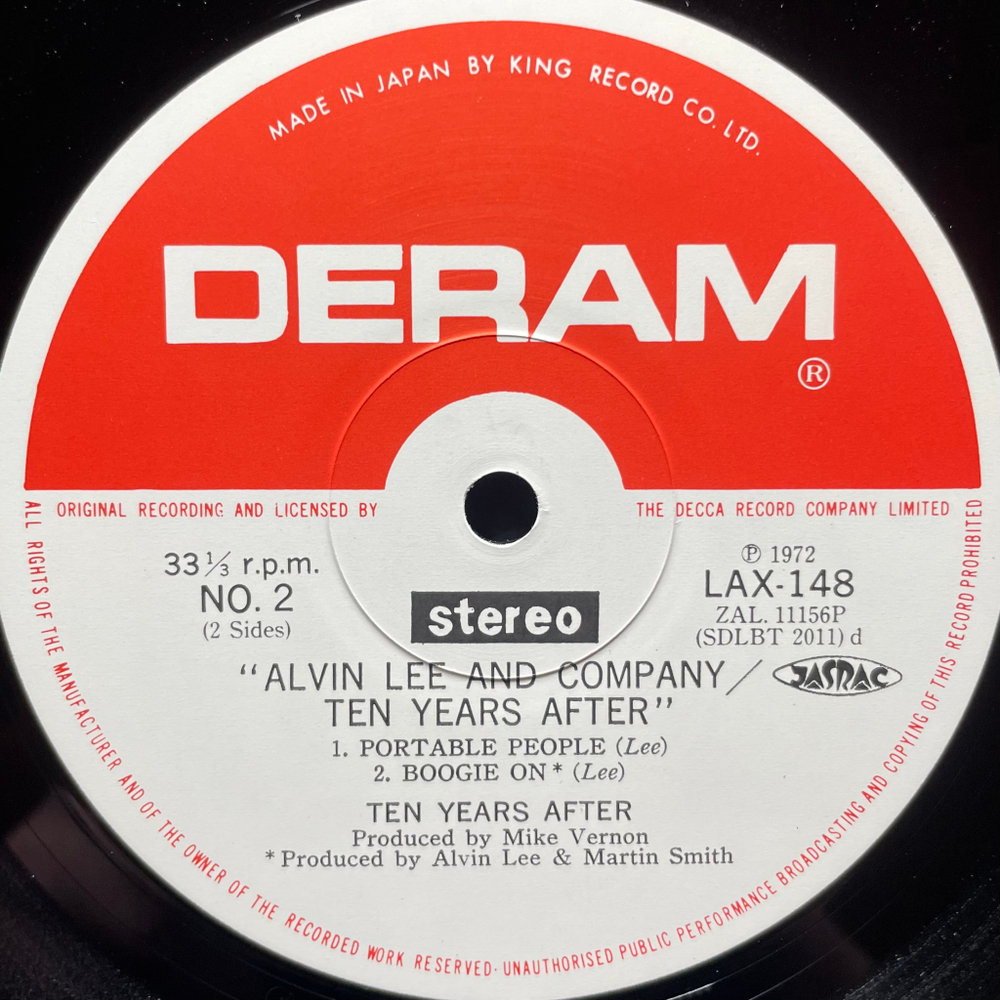 MADE IN JAPAN BY KING RECORD CO. LTD.
DERAM
®
ORIGINAL RECORDING AND LICENSED BY THE DECCA RECORD COMPANY LIMITED
33⅓ r.p.m.
NO. 2
(2 Sides)
stereo
℗ 1972
LAX-148
ZAL. 11156P
(SDLBT 2011) d
"ALVIN LEE AND COMPANY / JASRAC
TEN YEARS AFTER"
1. PORTABLE PEOPLE (Lee)
2. BOOGIE ON* (Lee)
TEN YEARS AFTER
Produced by Mike Vernon
*Produced by Alvin Lee & Martin Smith
ALL RIGHTS OF THE MANUFACTURER AND OF THE OWNER OF THE RECORDED WORK RESERVED· UNAUTHORISED PUBLIC PERFORMANCE BROADCASTING AND COPYING OF THIS RECORD PROHIBITED